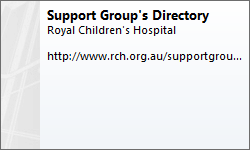 Support Group's Directory
Royal Children's Hospital
http://www.rch.org.au/supportgrou...